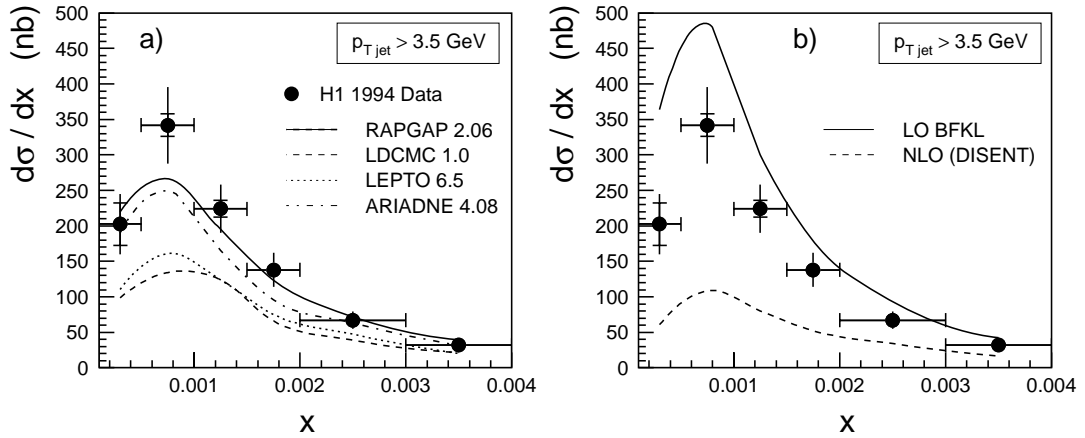 dσ / dx (nb)
500
450
400
350
300
250
200
150
100
50
0
a)
p_T jet > 3.5 GeV
H1 1994 Data
RAPGAP 2.06
LDCMC 1.0
LEPTO 6.5
ARIADNE 4.08
0.001
0.002
0.003
0.004
x
dσ / dx (nb)
500
450
400
350
300
250
200
150
100
50
0
b)
p_T jet > 3.5 GeV
LO BFKL
NLO (DISENT)
0.001
0.002
0.003
0.004
x